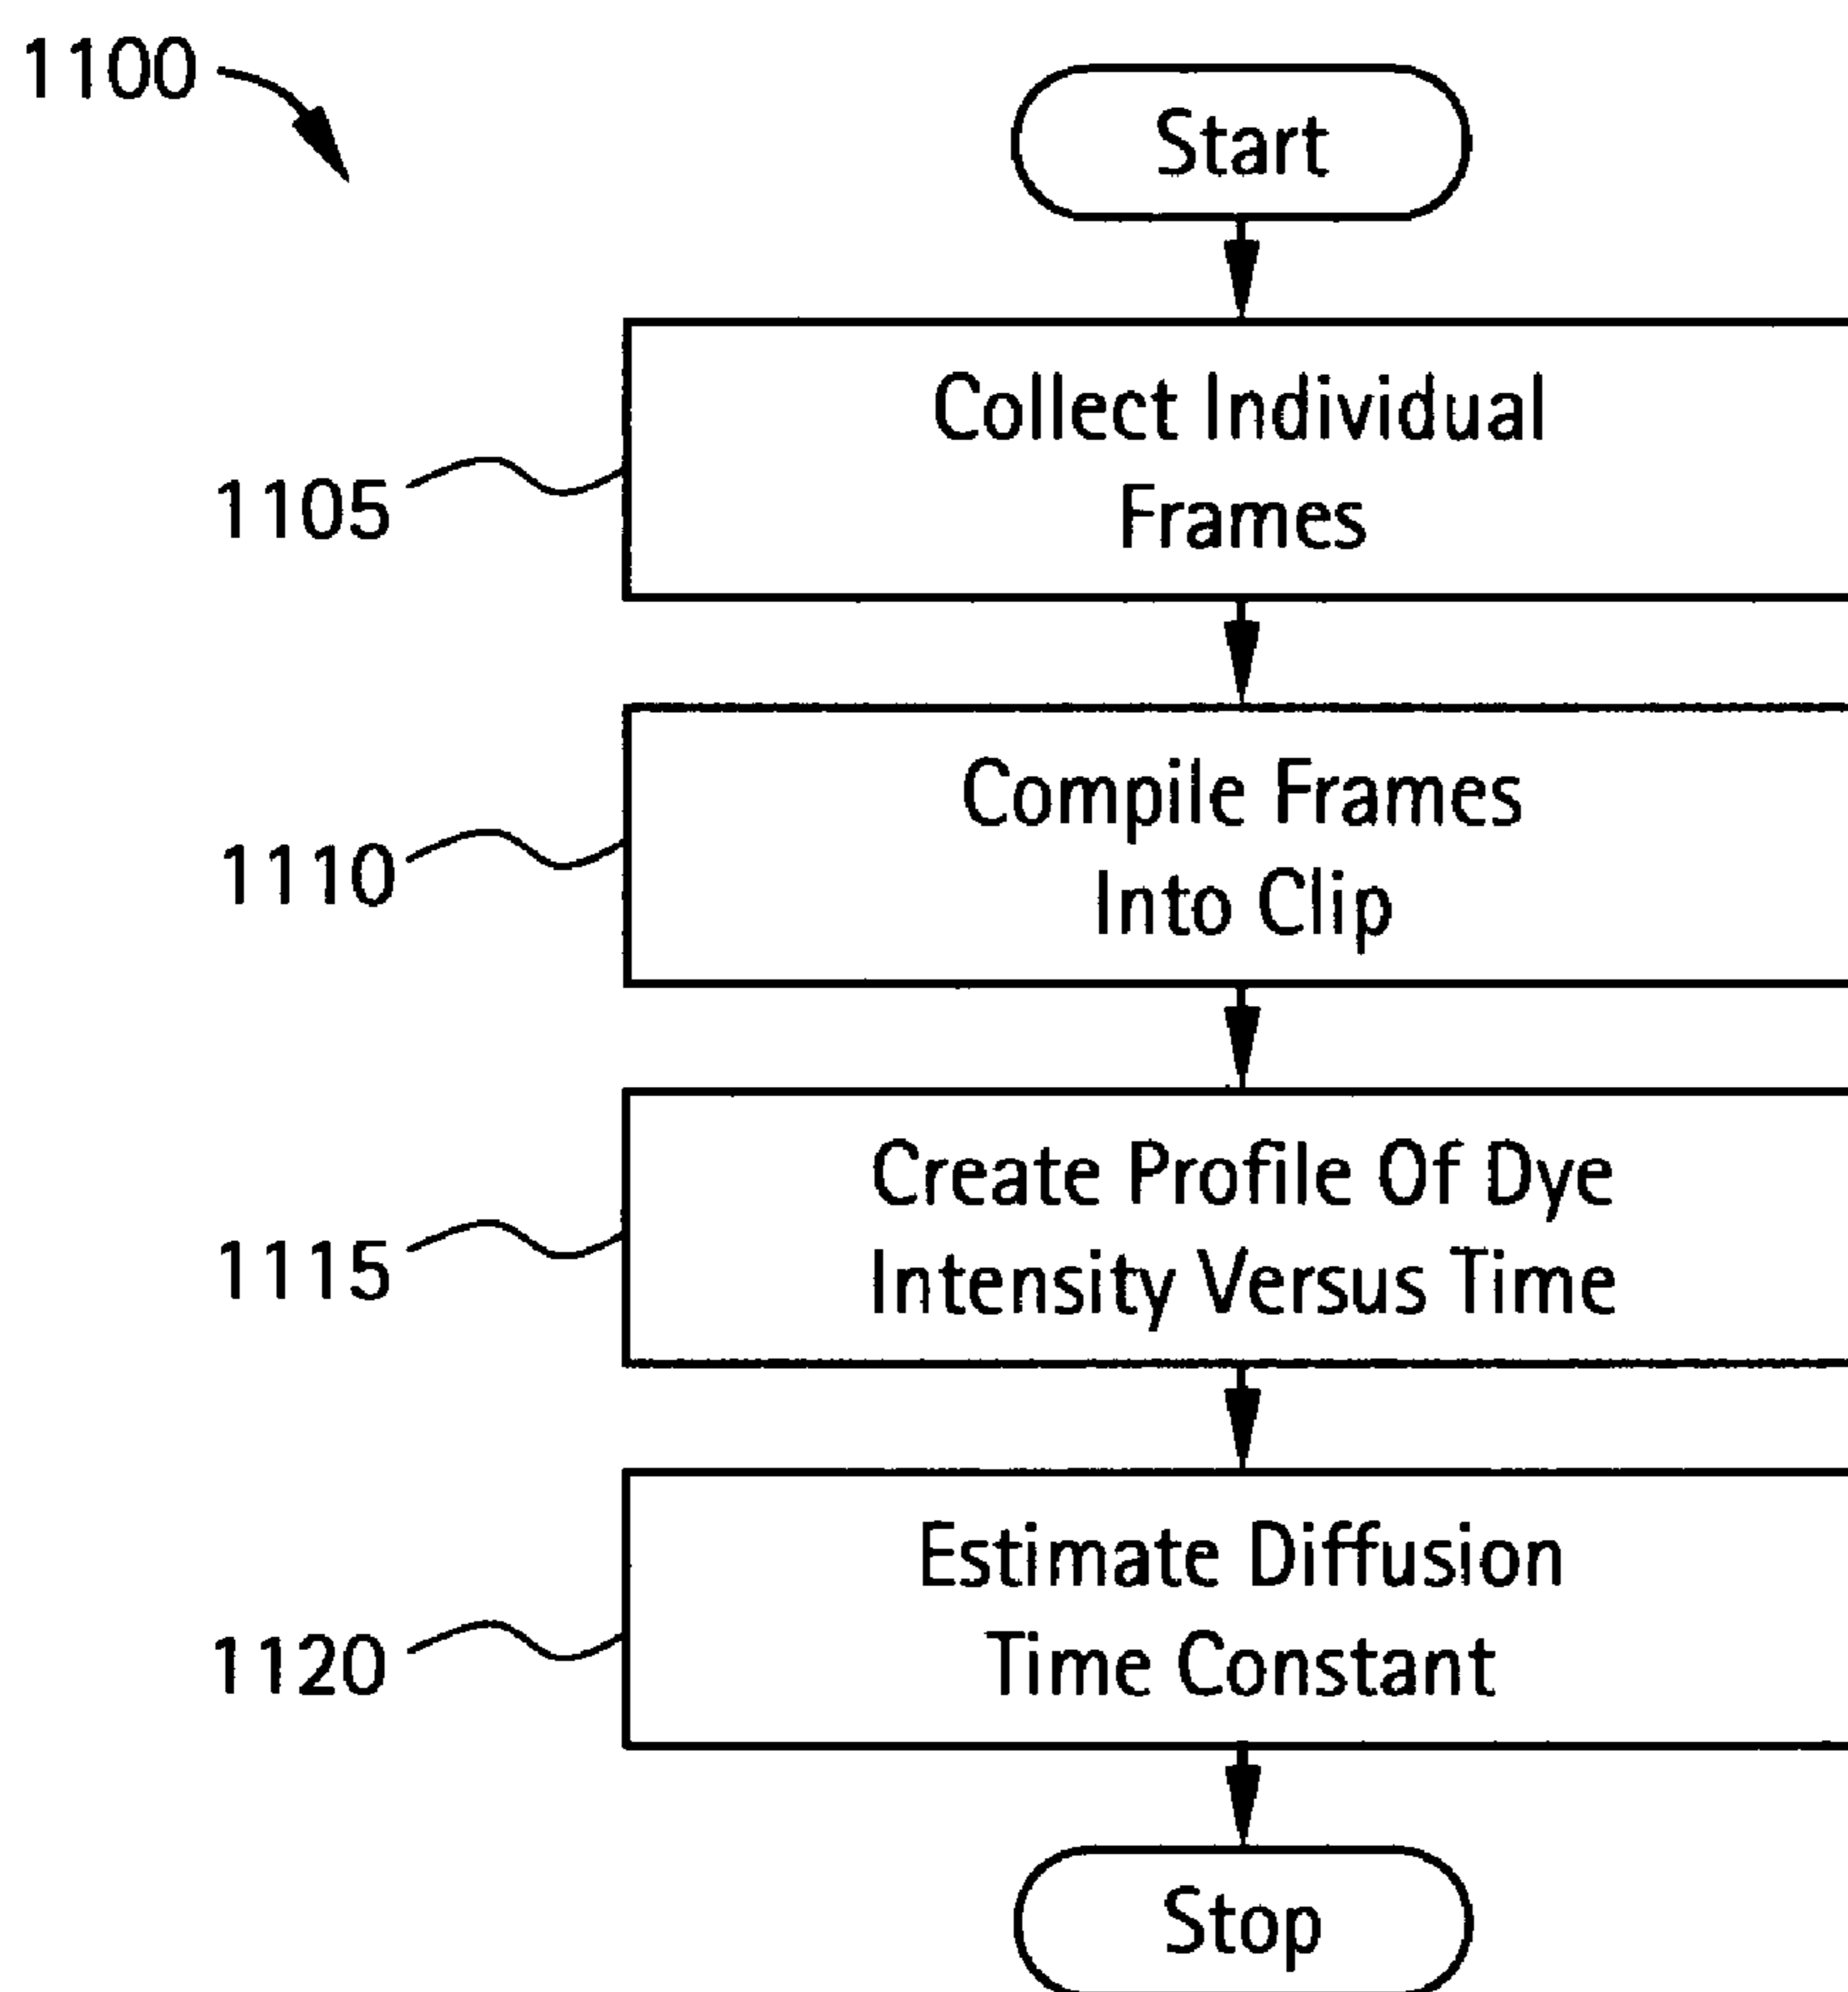 1100
Start
Collect Individual
Frames
1105
Compile Frames
Into Clip
1110
Create Profile Of Dye
Intensity Versus Time
1115
Estimate Diffusion
Time Constant
1120
Stop